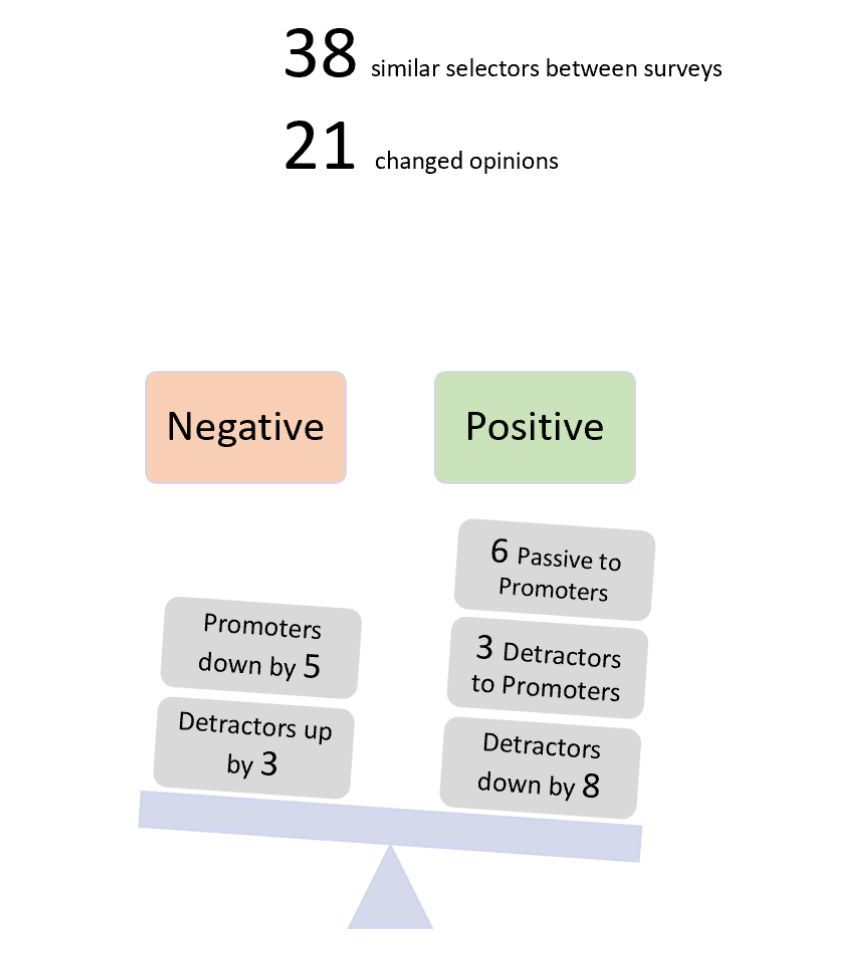 38 similar selectors between surveys
21 changed opinions
Negative
Positive
Promoters
down by 5
Detractors up
by 3
6 Passive to
Promoters
3 Detractors
to Promoters
Detractors
down by 8